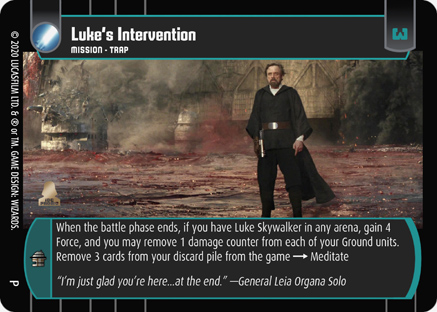 Luke's Intervention
MISSION • TRAP
3
© 2020 LUCASFILM LTD. & ® or TM. GAME DESIGN: WIZARDS.
When the battle phase ends, if you have Luke Skywalker in any arena, gain 4
Force, and you may remove 1 damage counter from each of your Ground units.
Remove 3 cards from your discard pile from the game → Meditate
"I'm just glad you're here...at the end." —General Leia Organa Solo
P